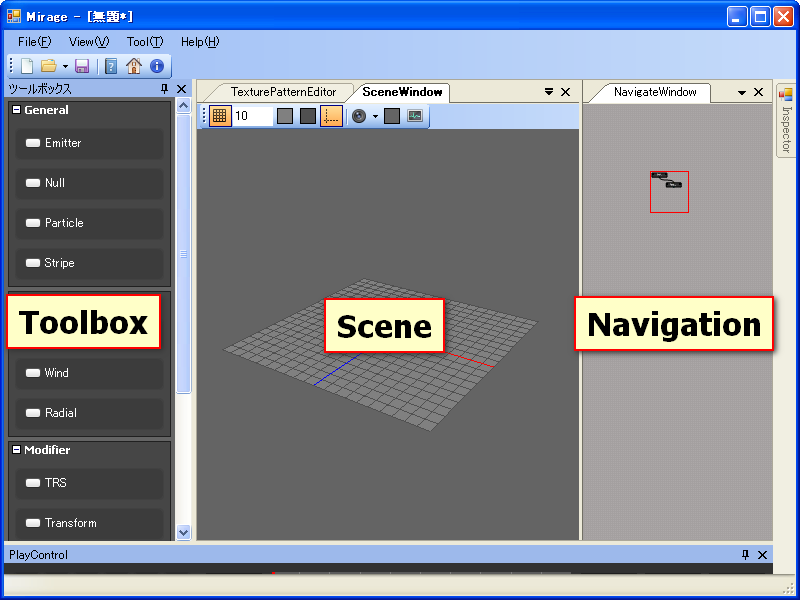 Mirage - [無題*]
File(F) View(V) Tool(T) Help(H)
ツールボックス
TexturePatternEditor SceneWindow
NavigateWindow
Inspector
10
General
Emitter
Null
Particle
Stripe
Toolbox
Scene
Navigation
Wind
Radial
Modifier
TRS
Transform
PlayControl